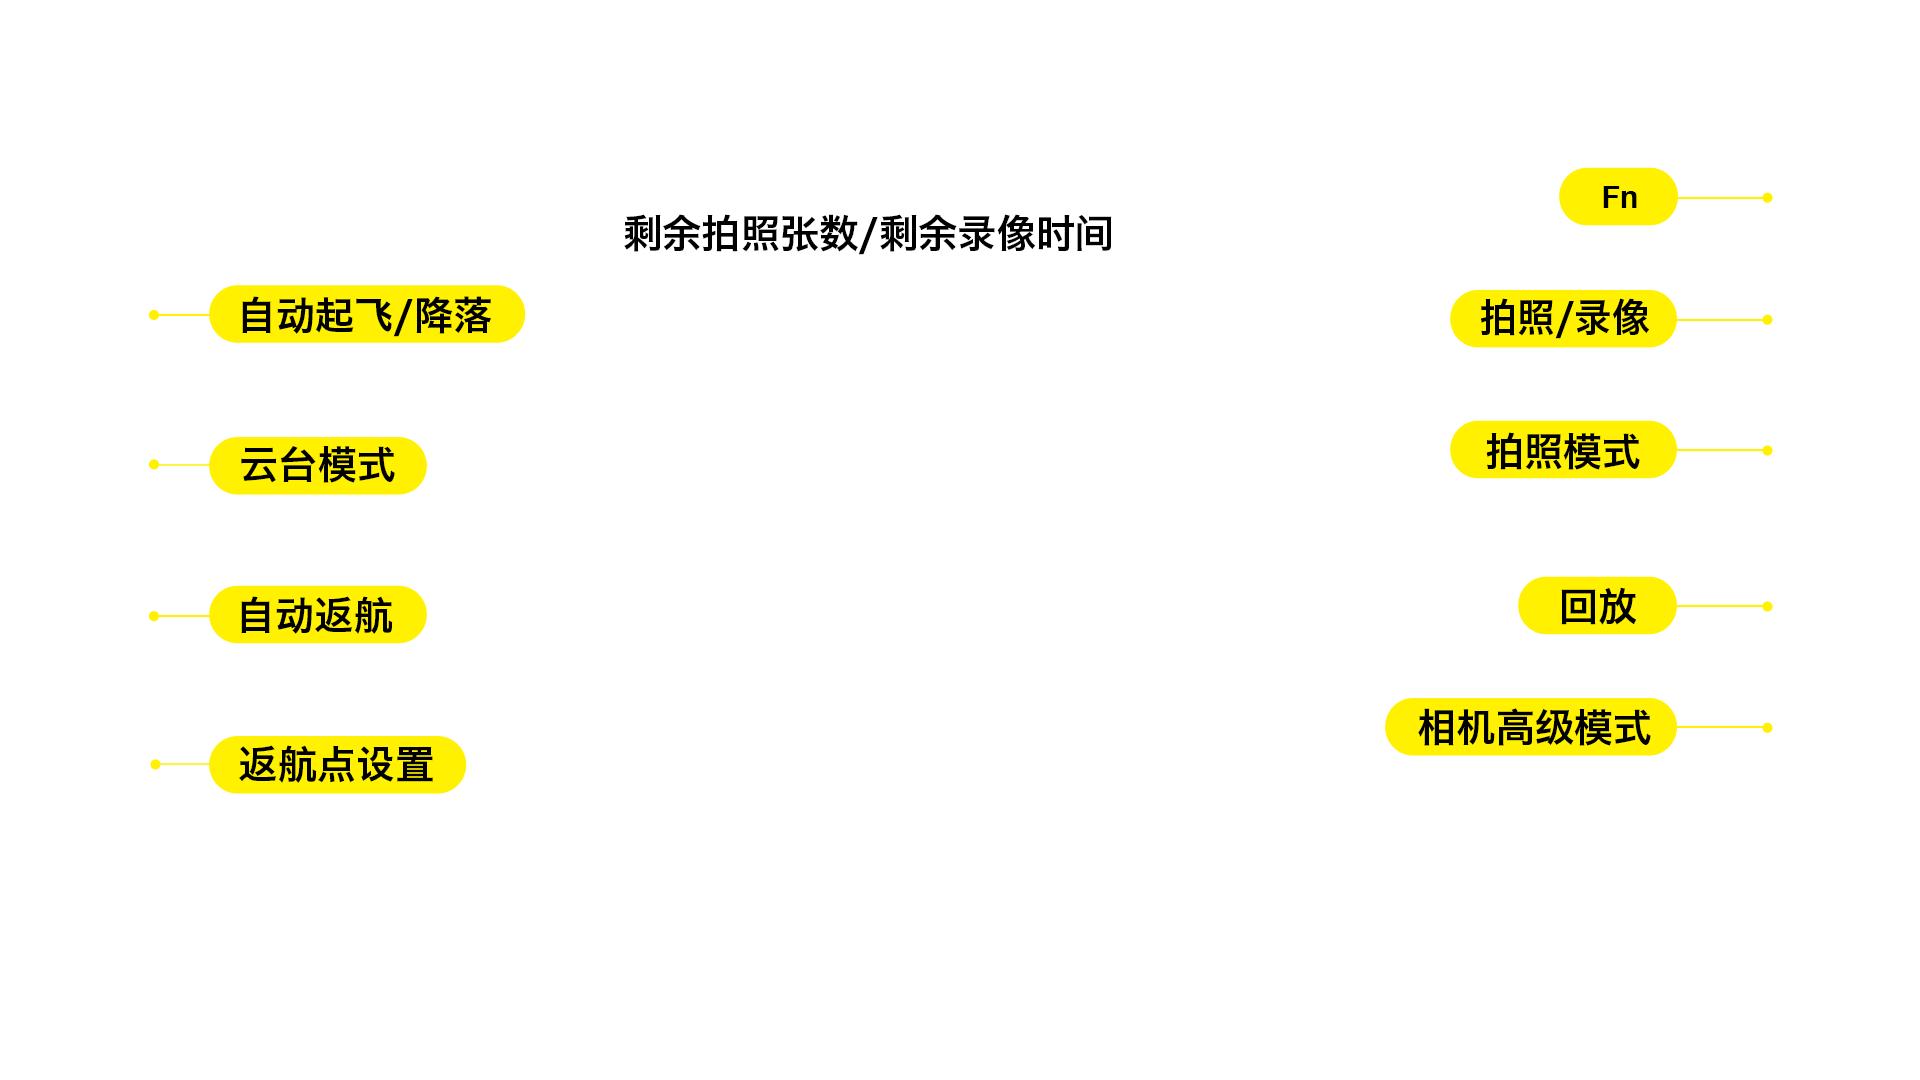 Fn
剩余拍照张数/剩余录像时间
自动起飞/降落
拍照/录像
云台模式
拍照模式
自动返航
回放
返航点设置
相机高级模式